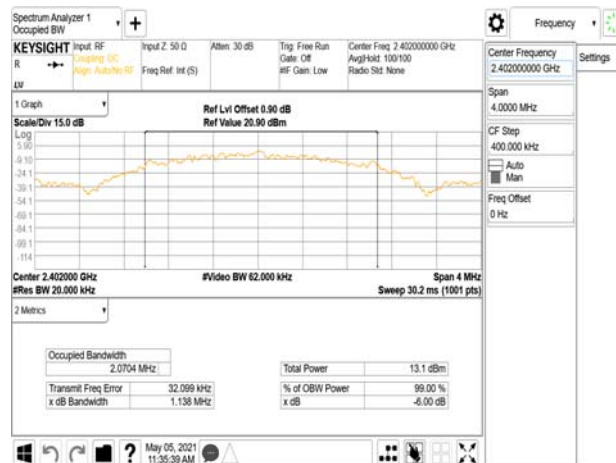 Spectrum Analyzer 1
Occupied BW
Frequency
KEYSIGHT
Input: RF
Coupling: DC
Align: Auto/No RF
Input Z: 50 Ω
Freq Ref: Int (S)
Atten: 30 dB
Trig: Free Run
Gate: Off
#IF Gain: Low
Center Freq: 2.402000000 GHz
Avg|Hold: 100/100
Radio Std: None
R
LXI
Center Frequency
2.402000000 GHz
Settings
Span
4.0000 MHz
CF Step
400.000 kHz
Auto
Man
Freq Offset
0 Hz
1 Graph
Scale/Div 15.0 dB
Ref Lvl Offset 0.90 dB
Ref Value 20.90 dBm
Log
5.90
-9.10
-24.1
-39.1
-54.1
-69.1
-84.1
-99.1
-114
Center 2.402000 GHz
#Res BW 20.000 kHz
#Video BW 62.000 kHz
Span 4 MHz
Sweep 30.2 ms (1001 pts)
2 Metrics
Occupied Bandwidth
2.0704 MHz
Total Power 13.1 dBm
Transmit Freq Error 32.099 kHz
% of OBW Power 99.00 %
x dB Bandwidth 1.138 MHz
x dB -6.00 dB
?
May 05, 2021
11:35:39 AM